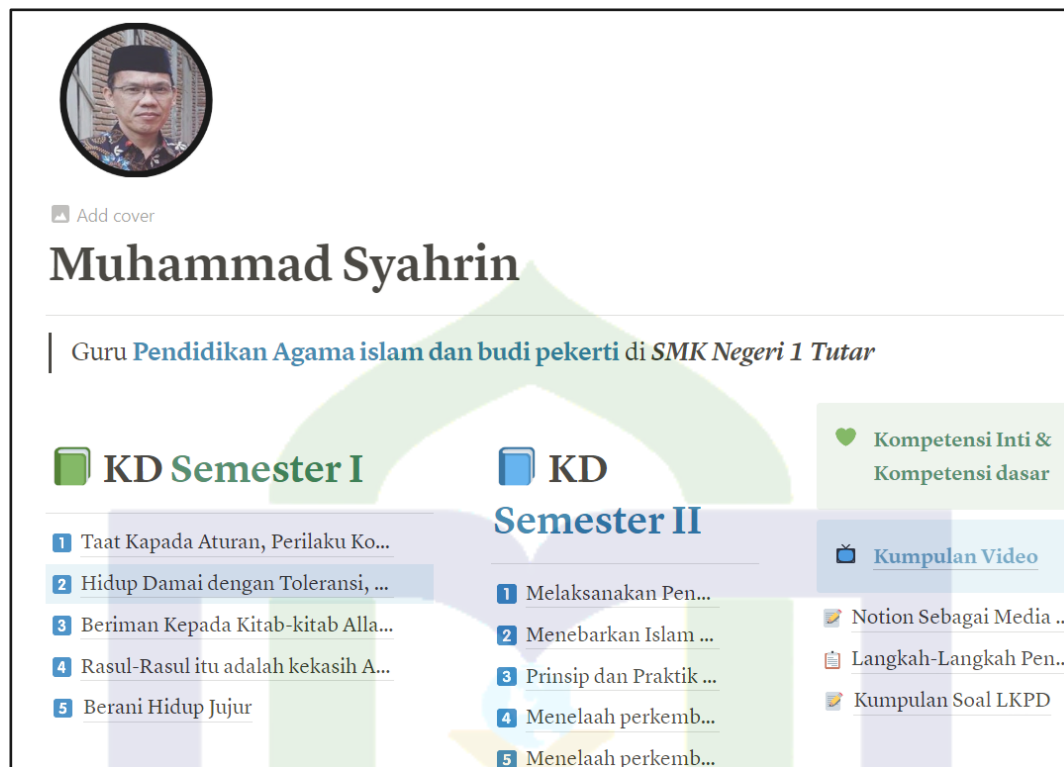 Add cover
Muhammad Syahrin
Guru Pendidikan Agama islam dan budi pekerti di SMK Negeri 1 Tutar
KD Semester I
1 Taat Kapada Aturan, Perilaku Ko...
2 Hidup Damai dengan Toleransi, ...
3 Beriman Kepada Kitab-kitab Alla...
4 Rasul-Rasul itu adalah kekasih A...
5 Berani Hidup Jujur
KD
Semester II
1 Melaksanakan Pen...
2 Menebarkan Islam ...
3 Prinsip dan Praktik ...
4 Menelaah perkemb...
5 Menelaah perkemb...
Kompetensi Inti &
Kompetensi dasar
Kumpulan Video
Notion Sebagai Media ...
Langkah-Langkah Pen...
Kumpulan Soal LKPD